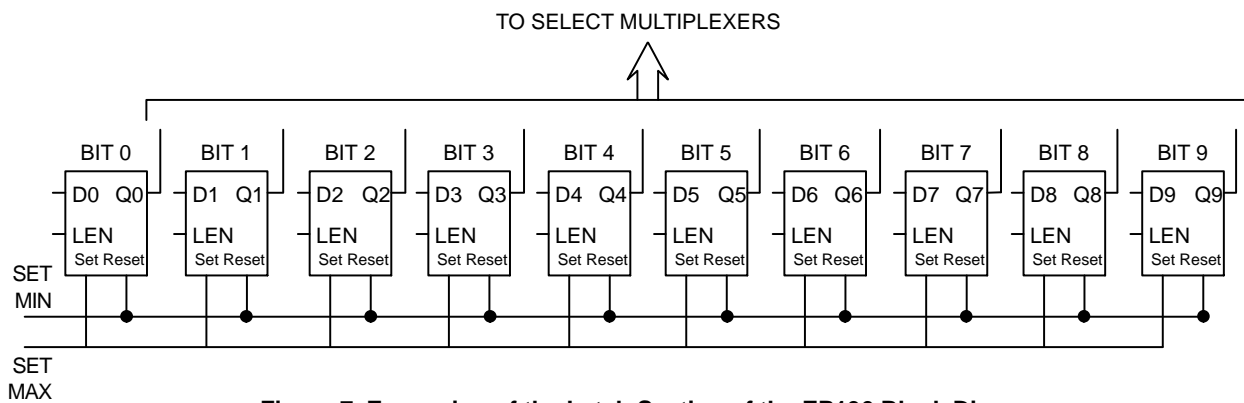 TO SELECT MULTIPLEXERS
BIT 0 BIT 1 BIT 2 BIT 3 BIT 4 BIT 5 BIT 6 BIT 7 BIT 8 BIT 9
D0 Q0 D1 Q1 D2 Q2 D3 Q3 D4 Q4 D5 Q5 D6 Q6 D7 Q7 D8 Q8 D9 Q9
LEN LEN LEN LEN LEN LEN LEN LEN LEN LEN
Set Reset Set Reset Set Reset Set Reset Set Reset Set Reset Set Reset Set Reset Set Reset Set Reset
SET
MIN
SET
MAX